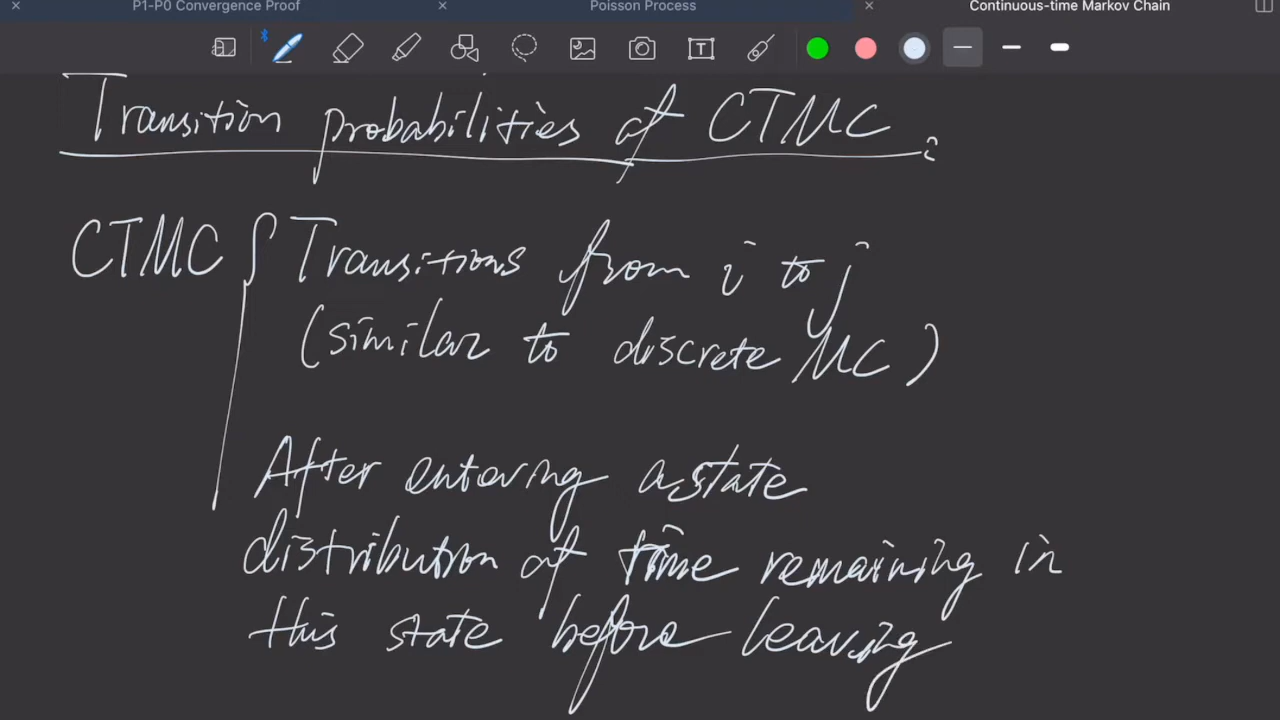 P1-P0 Convergence Proof
Poisson Process
Continuous-time Markov Chain
T
Transition probabilities of CTMC:
CTMC { Transitions from i to j
(similar to discrete MC)
After entering a state
distribution of time remaining in
this state before leaving